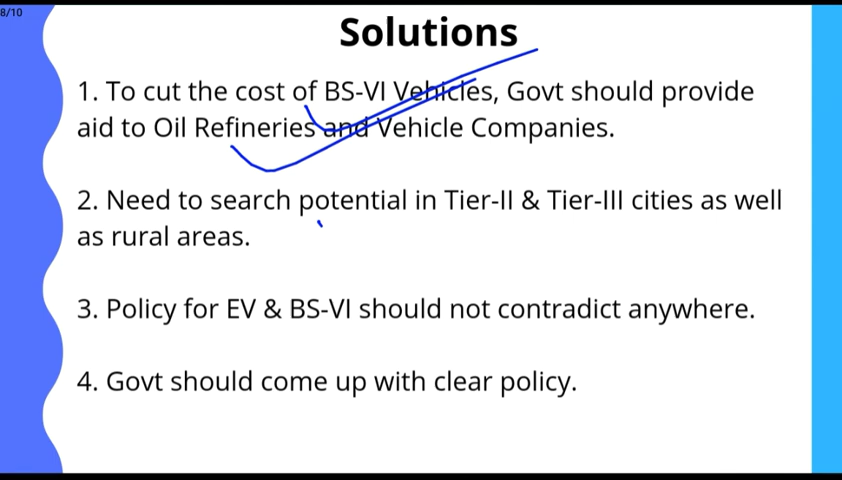 8/10
Solutions
1. To cut the cost of BS-VI Vehicles, Govt should provide
aid to Oil Refineries and Vehicle Companies.
2. Need to search potential in Tier-II & Tier-III cities as well
as rural areas.
3. Policy for EV & BS-VI should not contradict anywhere.
4. Govt should come up with clear policy.